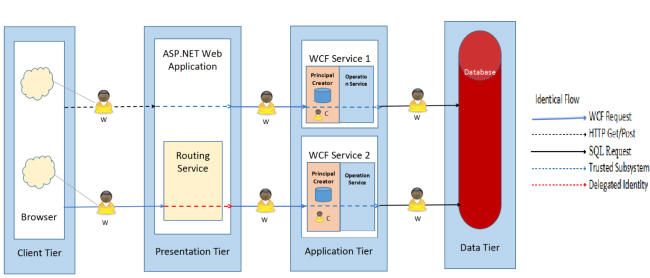 ASP.NET Web
Application
WCF Service 1
Principal
Creator
Operatio
n Service
C
Database
W
W
W
Identical Flow
WCF Request
HTTP Get/Post
SQL Request
Trusted Subsystem
Delegated Identity
Routing
Service
WCF Service 2
Principal
Creator
Operation
Service
C
Browser
W
W
W
Client Tier
Presentation Tier
Application Tier
Data Tier